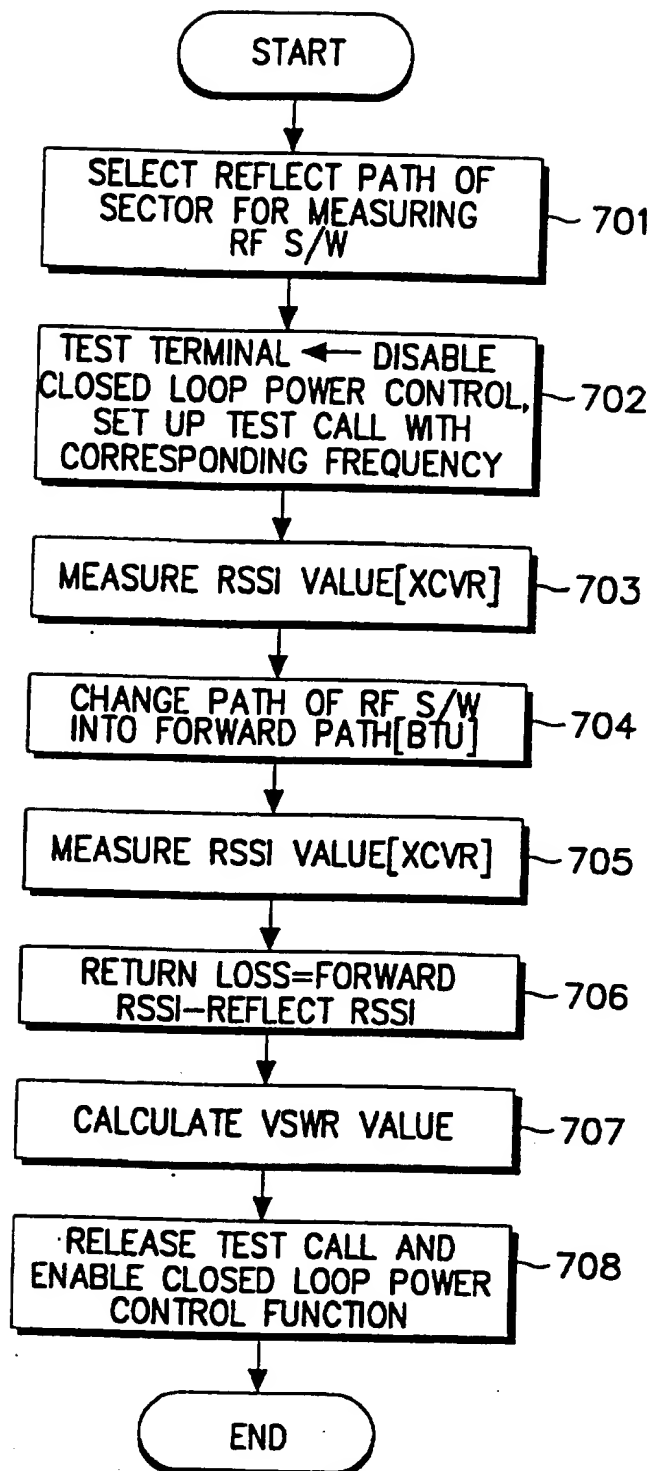 START
SELECT REFLECT PATH OF
SECTOR FOR MEASURING
RF S/W
701
TEST TERMINAL ← DISABLE
CLOSED LOOP POWER CONTROL,
SET UP TEST CALL WITH
CORRESPONDING FREQUENCY
702
MEASURE RSSI VALUE[XCVR]
703
CHANGE PATH OF RF S/W
INTO FORWARD PATH[BTU]
704
MEASURE RSSI VALUE[XCVR]
705
RETURN LOSS=FORWARD
RSSI-REFLECT RSSI
706
CALCULATE VSWR VALUE
707
RELEASE TEST CALL AND
ENABLE CLOSED LOOP POWER
CONTROL FUNCTION
708
END